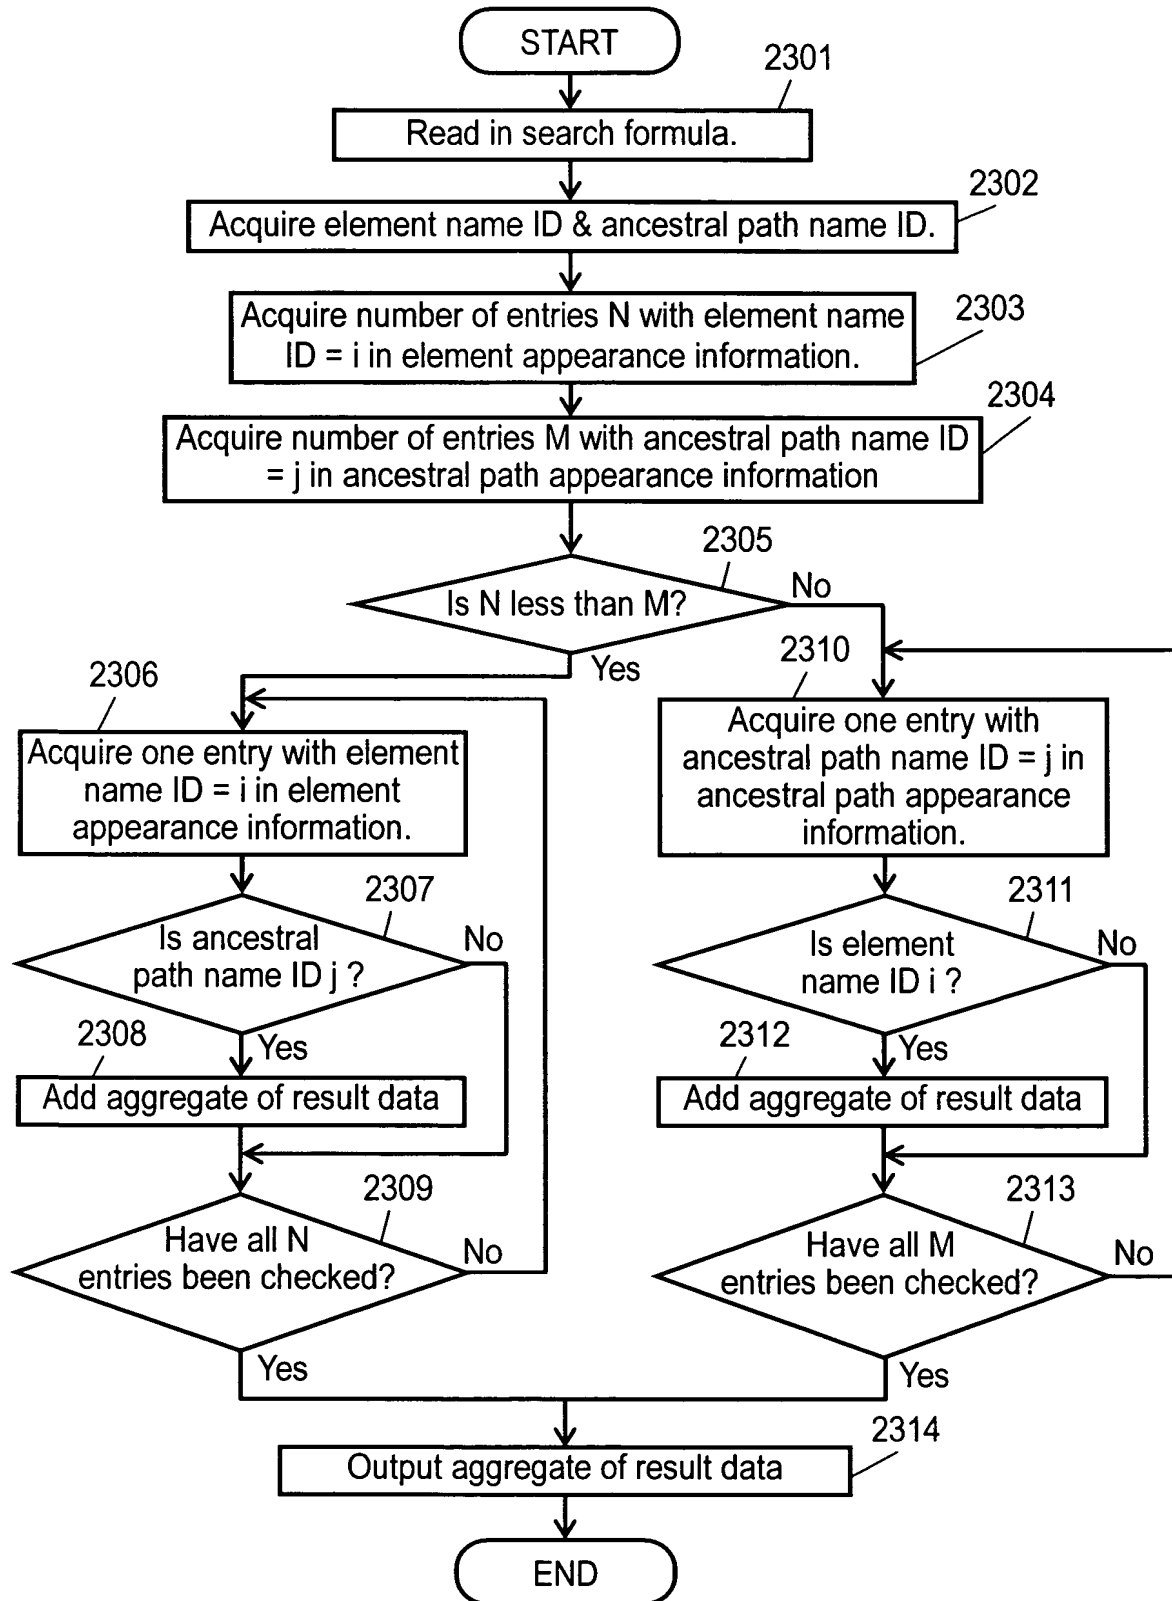 START
2301
Read in search formula.
2302
Acquire element name ID & ancestral path name ID.
2303
Acquire number of entries N with element name
ID = i in element appearance information.
2304
Acquire number of entries M with ancestral path name ID
= j in ancestral path appearance information
2305
Is N less than M?
No
Yes
2306
Acquire one entry with element
name ID = i in element
appearance information.
2307
Is ancestral
path name ID j ?
No
Yes
2308
Add aggregate of result data
2309
Have all N
entries been checked?
No
Yes
2310
Acquire one entry with
ancestral path name ID = j in
ancestral path appearance
information.
2311
Is element
name ID i ?
No
Yes
2312
Add aggregate of result data
2313
Have all M
entries been checked?
No
Yes
2314
Output aggregate of result data
END